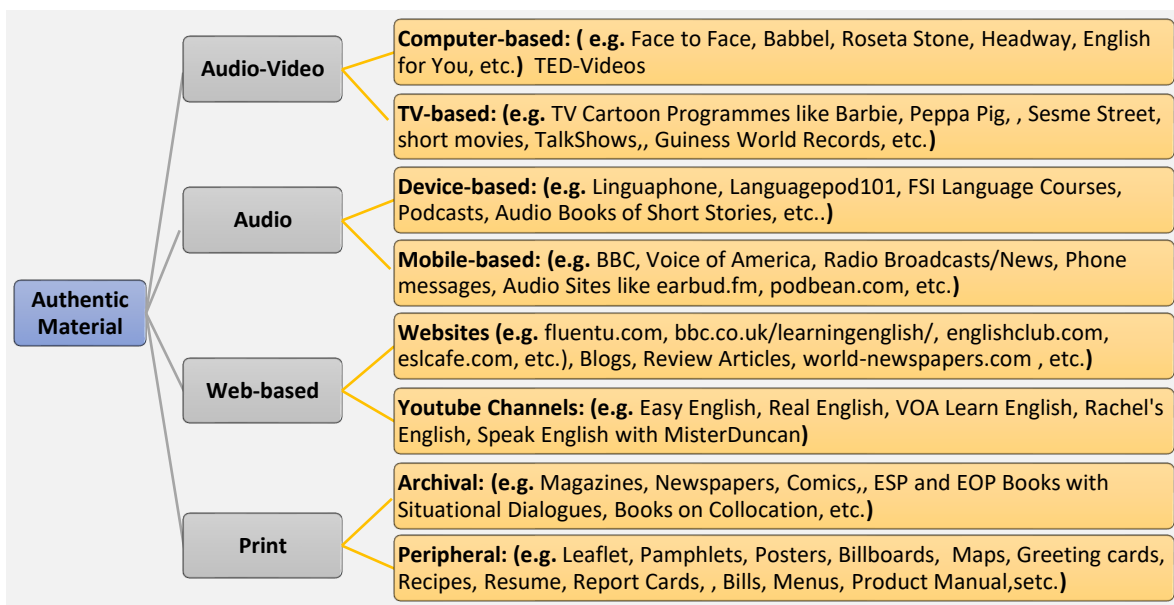 Authentic
Material
Audio-Video
Computer-based: ( e.g. Face to Face, Babbel, Roseta Stone, Headway, English
for You, etc.) TED-Videos
TV-based: (e.g. TV Cartoon Programmes like Barbie, Peppa Pig, , Sesme Street,
short movies, TalkShows,, Guiness World Records, etc.)
Audio
Device-based: (e.g. Linguaphone, Languagepod101, FSI Language Courses,
Podcasts, Audio Books of Short Stories, etc..)
Mobile-based: (e.g. BBC, Voice of America, Radio Broadcasts/News, Phone
messages, Audio Sites like earbud.fm, podbean.com, etc.)
Web-based
Websites (e.g. fluentu.com, bbc.co.uk/learningenglish/, englishclub.com,
eslcafe.com, etc.), Blogs, Review Articles, world-newspapers.com , etc.)
Youtube Channels: (e.g. Easy English, Real English, VOA Learn English, Rachel's
English, Speak English with MisterDuncan)
Print
Archival: (e.g. Magazines, Newspapers, Comics,, ESP and EOP Books with
Situational Dialogues, Books on Collocation, etc.)
Peripheral: (e.g. Leaflet, Pamphlets, Posters, Billboards, Maps, Greeting cards,
Recipes, Resume, Report Cards, , Bills, Menus, Product Manual,setc.)